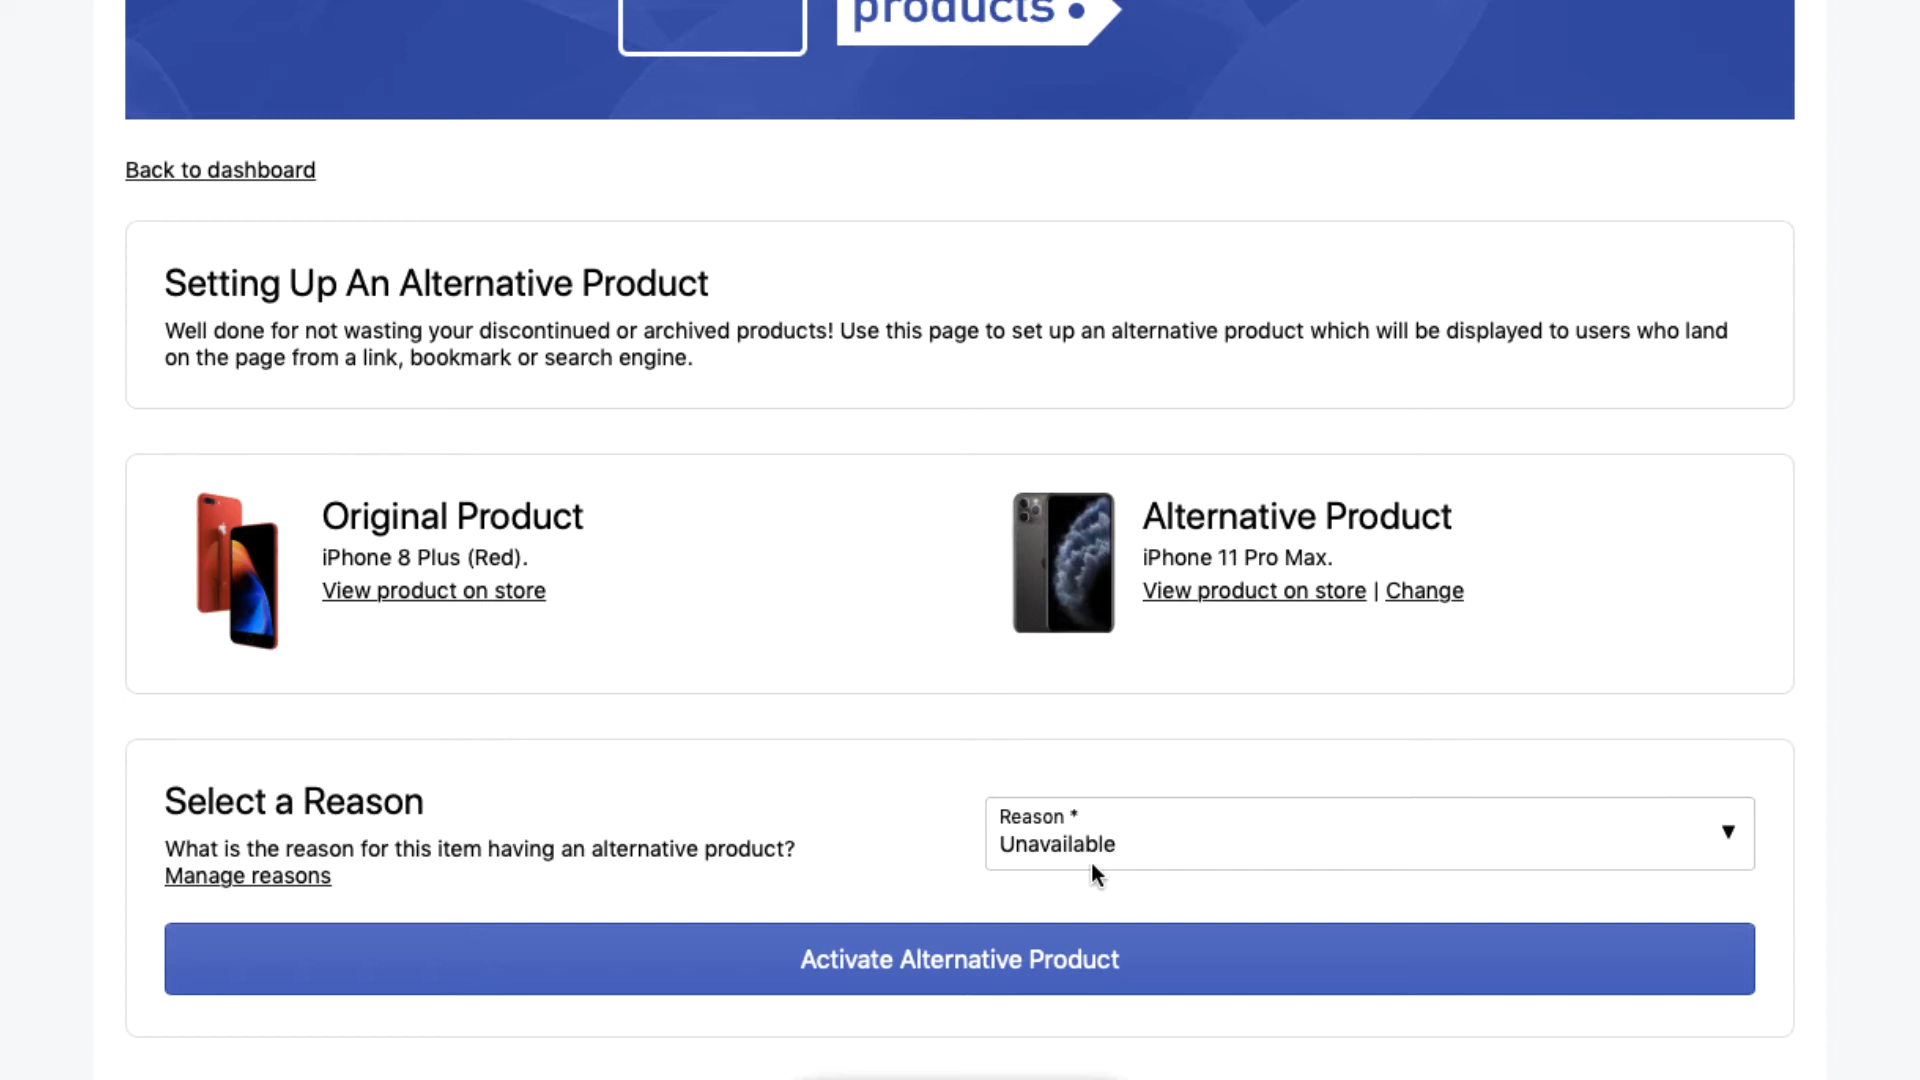 products.
Back to dashboard
Setting Up An Alternative Product
Well done for not wasting your discontinued or archived products! Use this page to set up an alternative product which will be displayed to users who land
on the page from a link, bookmark or search engine.
Original Product
iPhone 8 Plus (Red).
View product on store
Alternative Product
iPhone 11 Pro Max.
View product on store | Change
Select a Reason
What is the reason for this item having an alternative product?
Manage reasons
Reason *
Unavailable
Activate Alternative Product